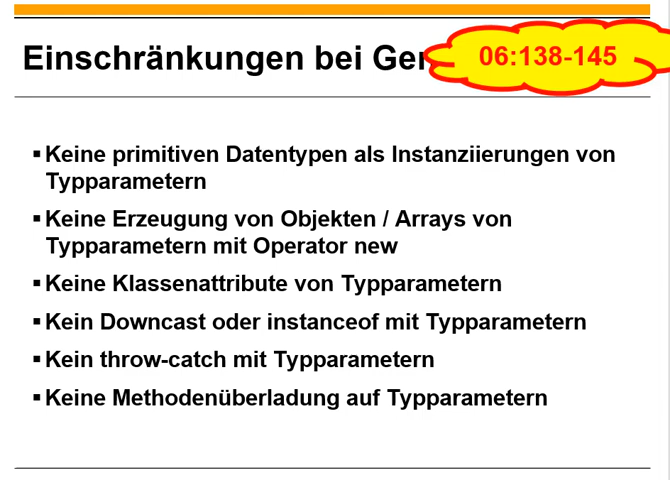 Einschränkungen bei
06:138-145
▪ Keine primitiven Datentypen als Instanziierungen von
Typparametern
▪ Keine Erzeugung von Objekten / Arrays von
Typparametern mit Operator new
▪ Keine Klassenattribute von Typparametern
▪ Kein Downcast oder instanceof mit Typparametern
▪ Kein throw-catch mit Typparametern
▪ Keine Methodenüberladung auf Typparametern